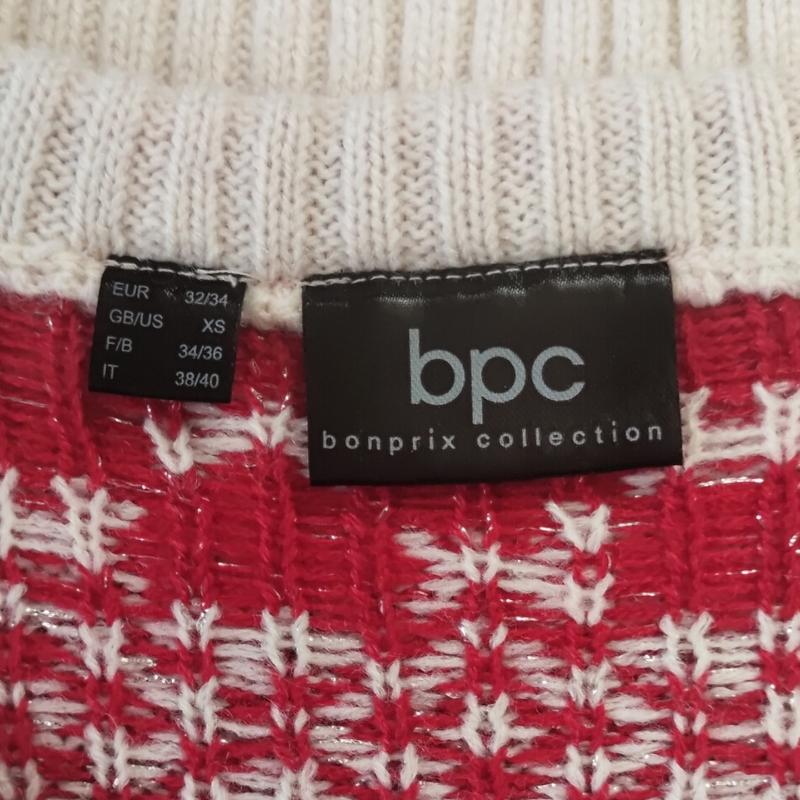 EUR 32/34
GB/US XS
F/B 34/36
IT 38/40
bpc
bonprix collection